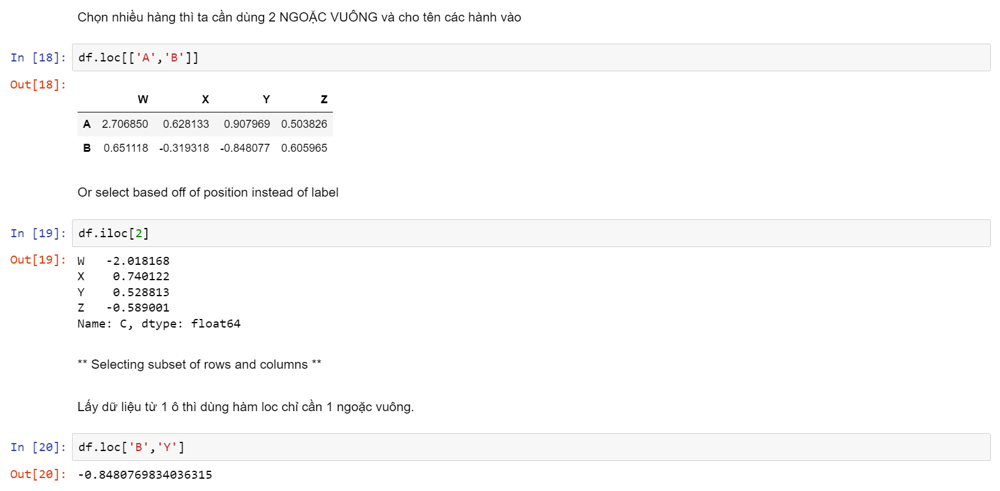 Chọn nhiều hàng thì ta cần dùng 2 NGOẶC VUÔNG và cho tên các hành vào
In [18]: df.loc[['A','B']]
Out[18]:
W X Y Z
A 2.706850 0.628133 0.907969 0.503826
B 0.651118 -0.319318 -0.848077 0.605965
Or select based off of position instead of label
In [19]: df.iloc[2]
Out[19]: W -2.018168
X 0.740122
Y 0.528813
Z -0.589001
Name: C, dtype: float64
** Selecting subset of rows and columns **
Lấy dữ liệu từ 1 ô thì dùng hàm loc chỉ cần 1 ngoặc vuông.
In [20]: df.loc['B','Y']
Out[20]: -0.8480769834036315